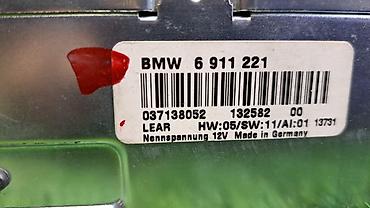 BMW 6 911 221
037138052 132582 00
LEAR HW:05/SW:11/AI:01 13731
Nennspannung 12V Made in Germany